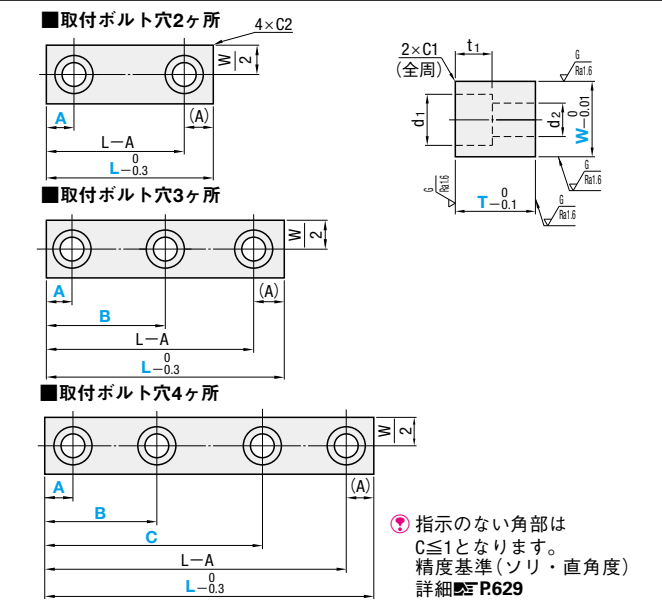 ■取付ボルト穴2ヶ所
4×C2
W
2
A
(A)
L−A
L 0
−0.3
2×C1
(全周)
t1
G
Ra1.6
d1
d2
W 0
−0.01
G
Ra1.6
G
Ra1.6
T 0
−0.1
G
Ra1.6
■取付ボルト穴3ヶ所
W
2
A
(A)
B
L−A
L 0
−0.3
■取付ボルト穴4ヶ所
W
2
A
(A)
B
C
L−A
L 0
−0.3
指示のない角部は
C≦1となります。
精度基準(ソリ・直角度)
詳細 P.629